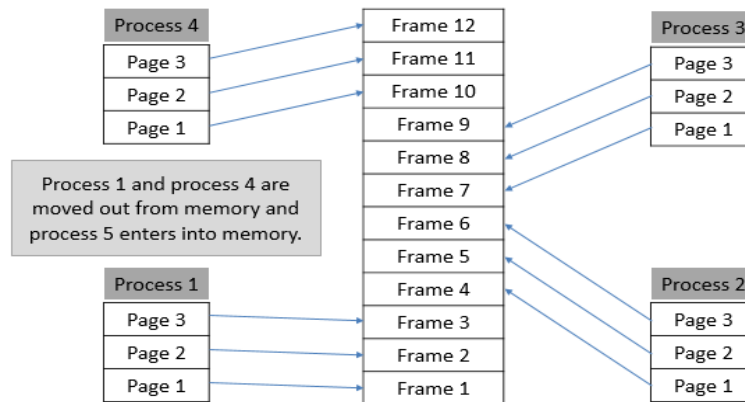 Process 4
Page 3
Page 2
Page 1
Process 1 and process 4 are
moved out from memory and
process 5 enters into memory.
Process 1
Page 3
Page 2
Page 1
Frame 12
Frame 11
Frame 10
Frame 9
Frame 8
Frame 7
Frame 6
Frame 5
Frame 4
Frame 3
Frame 2
Frame 1
Process 3
Page 3
Page 2
Page 1
Process 2
Page 3
Page 2
Page 1